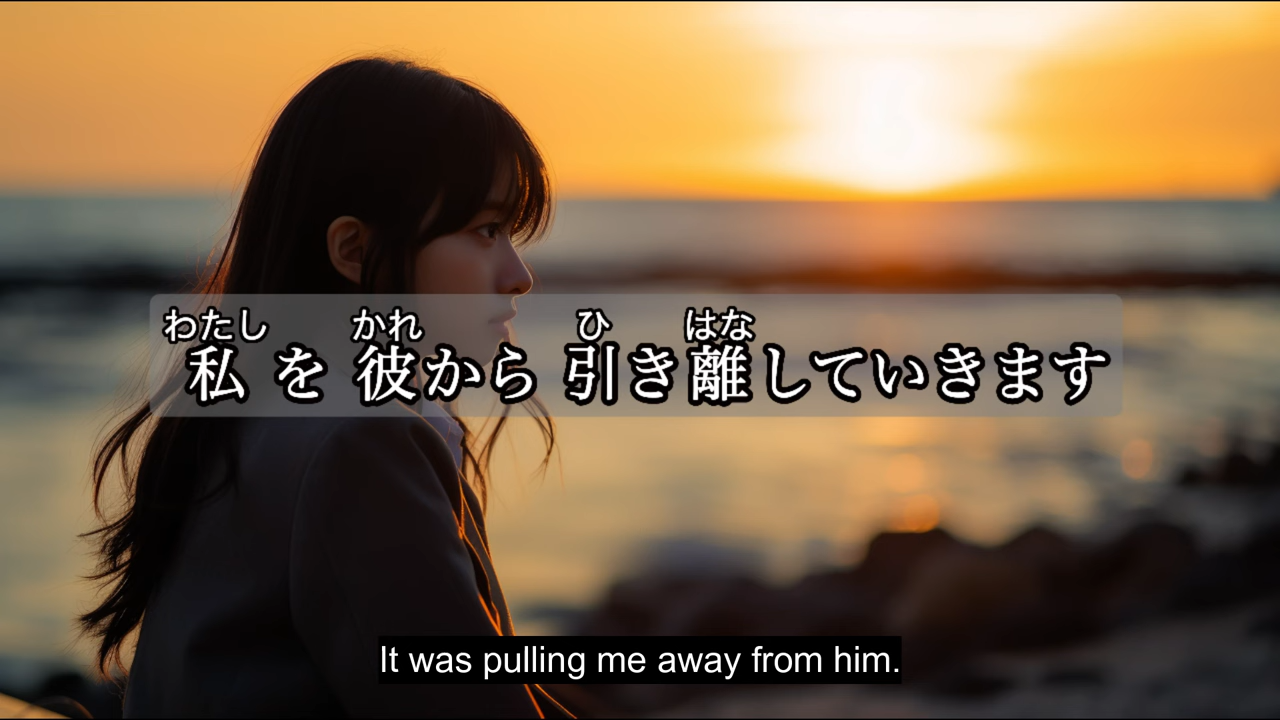 わたし かれ ひ はな
私 を 彼から 引き離していきます
It was pulling me away from him.